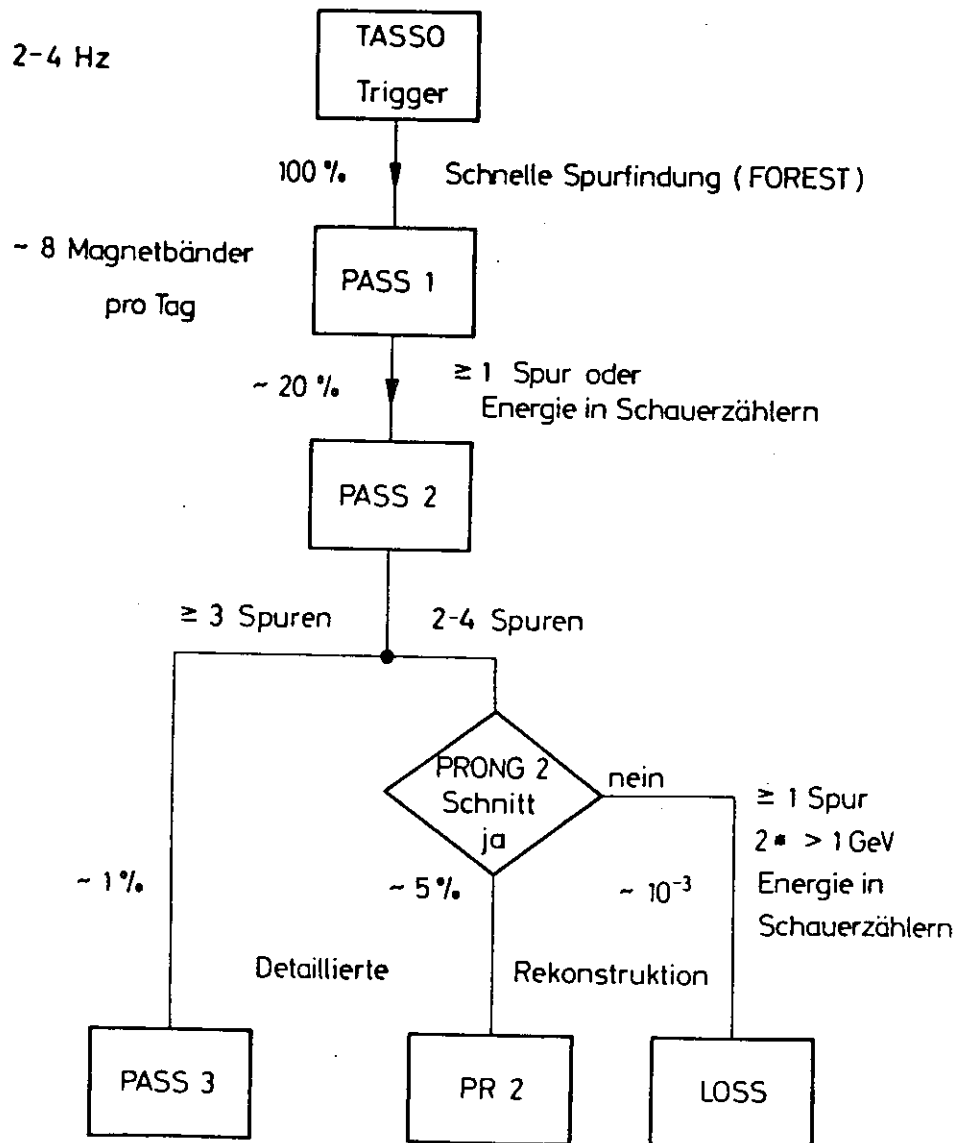 2-4 Hz
TASSO
Trigger
100 %
Schnelle Spurfindung ( FOREST)
~ 8 Magnetbänder
pro Tag
PASS 1
~ 20 %
≥ 1 Spur oder
Energie in Schauerzählern
PASS 2
≥ 3 Spuren
2-4 Spuren
PRONG 2
Schnitt
ja
nein
≥ 1 Spur
2* > 1 GeV
Energie in
Schauerzählern
~ 1 %
~ 5 %
~ 10⁻³
Detaillierte Rekonstruktion
PASS 3
PR 2
LOSS